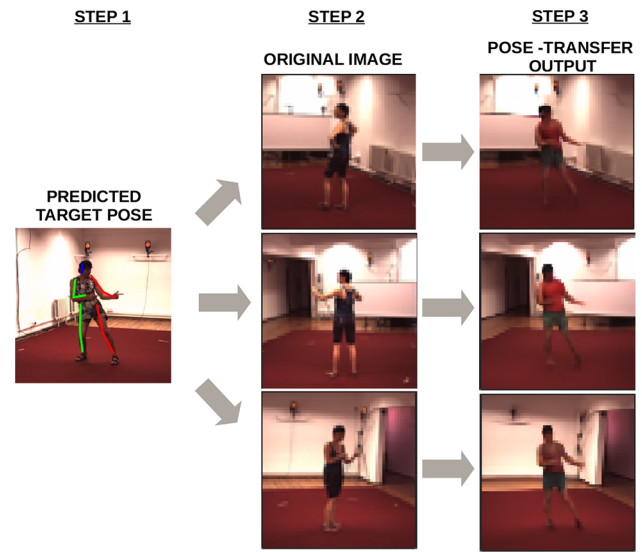 STEP 1
STEP 2
STEP 3
ORIGINAL IMAGE
POSE -TRANSFER
OUTPUT
PREDICTED
TARGET POSE